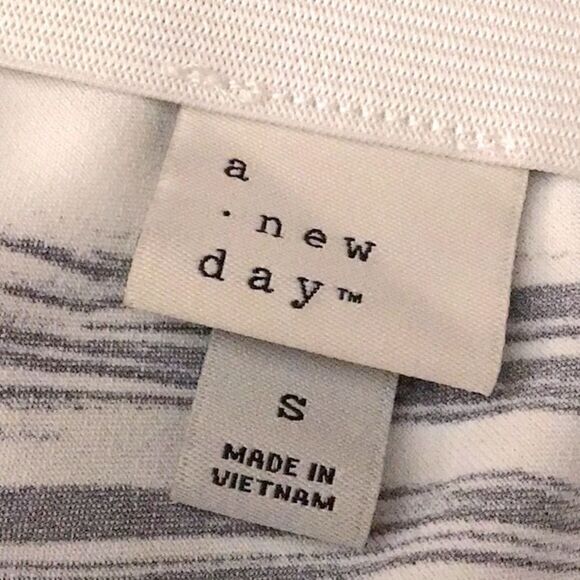 a
. new
day™
S
MADE IN
VIETNAM